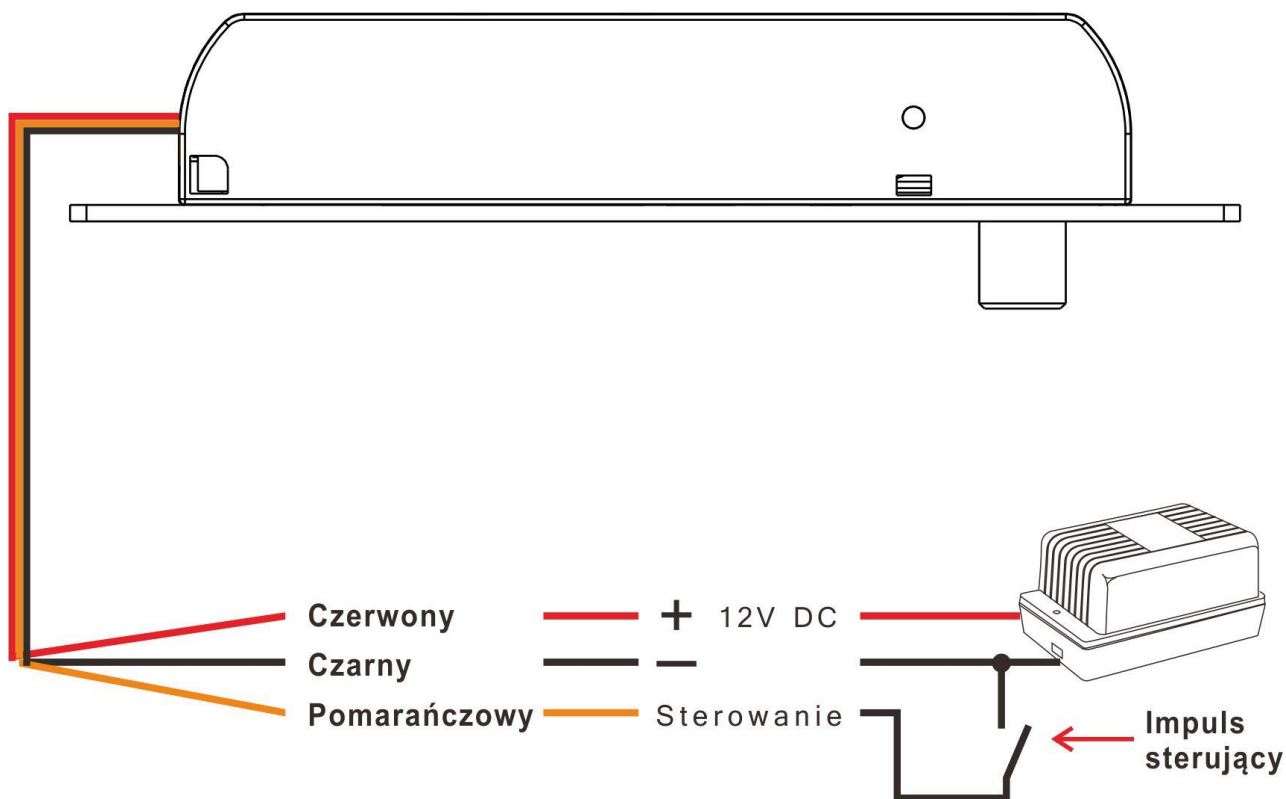 Czerwony + 12V DC
Czarny −
Pomarańczowy Sterowanie
Impuls
sterujący